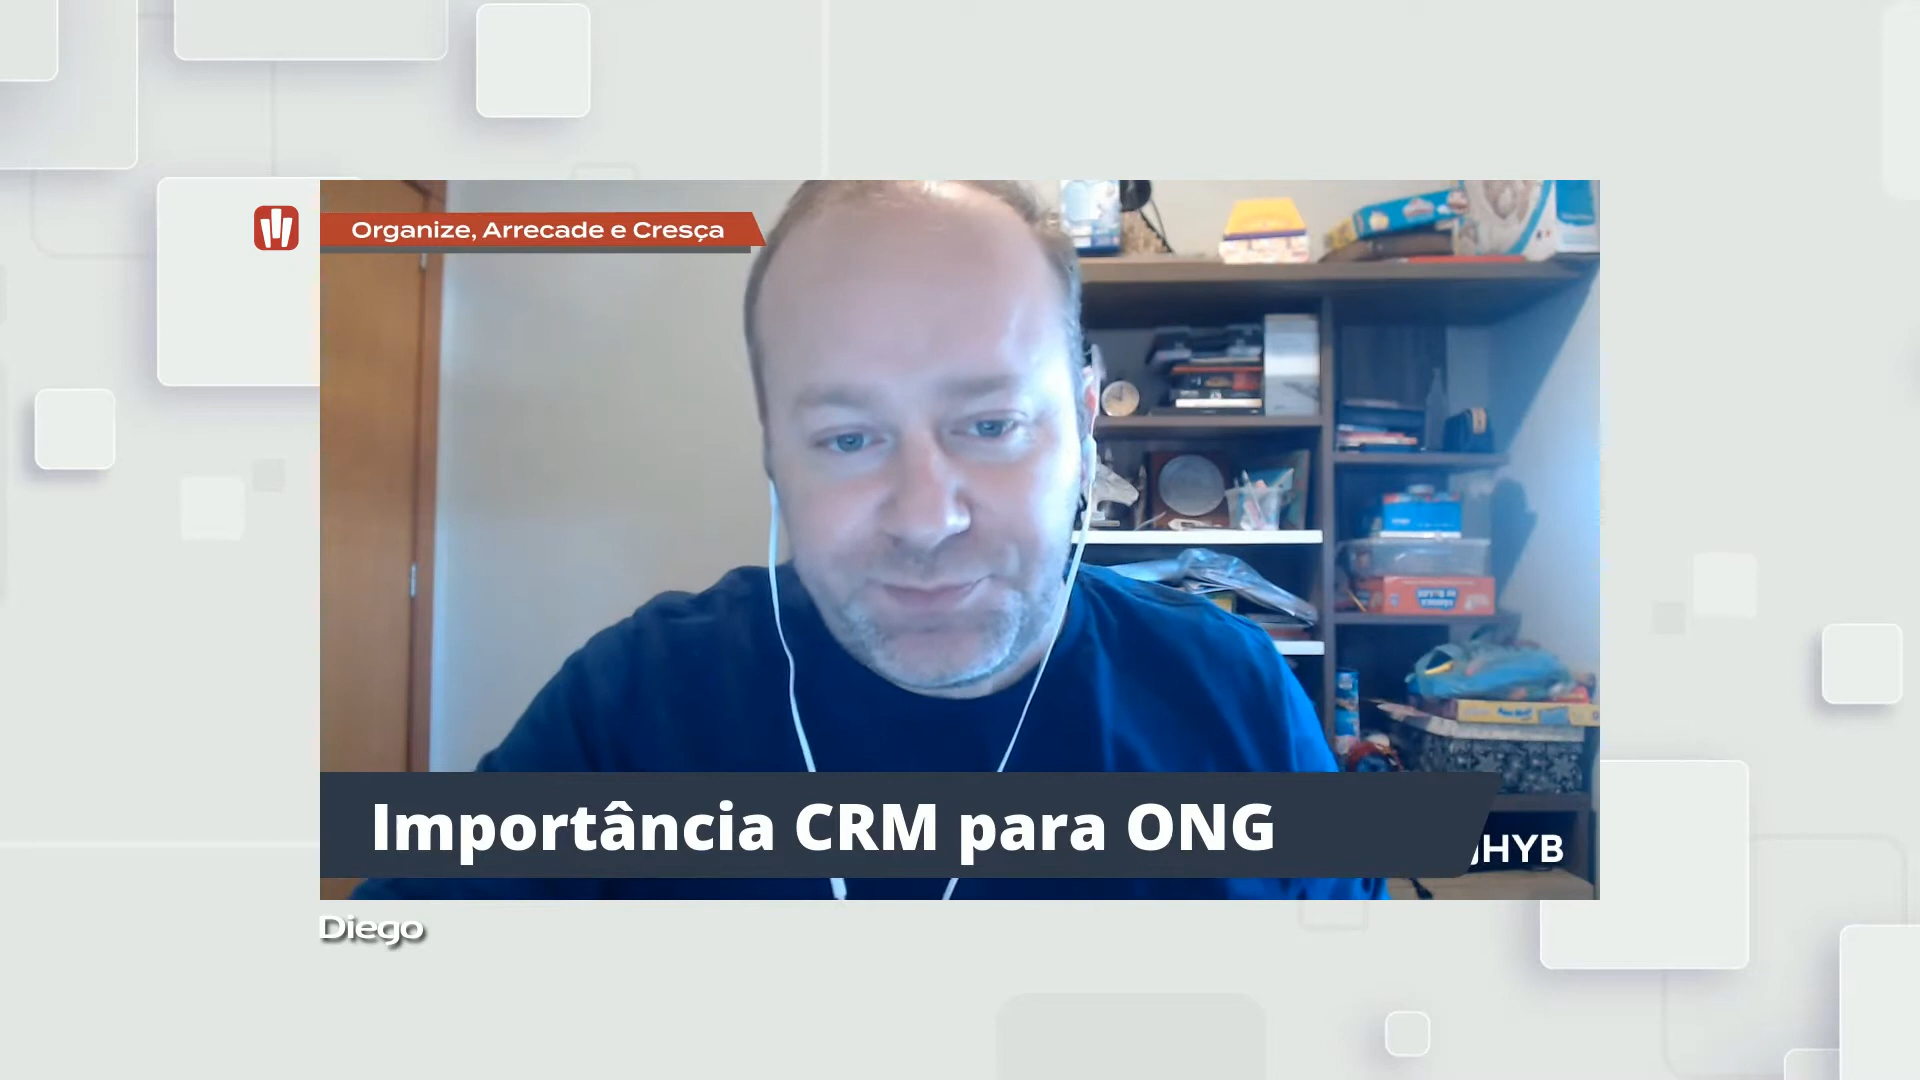 Organize, Arrecade e Cresça
Importância CRM para ONG
HYB
Diego